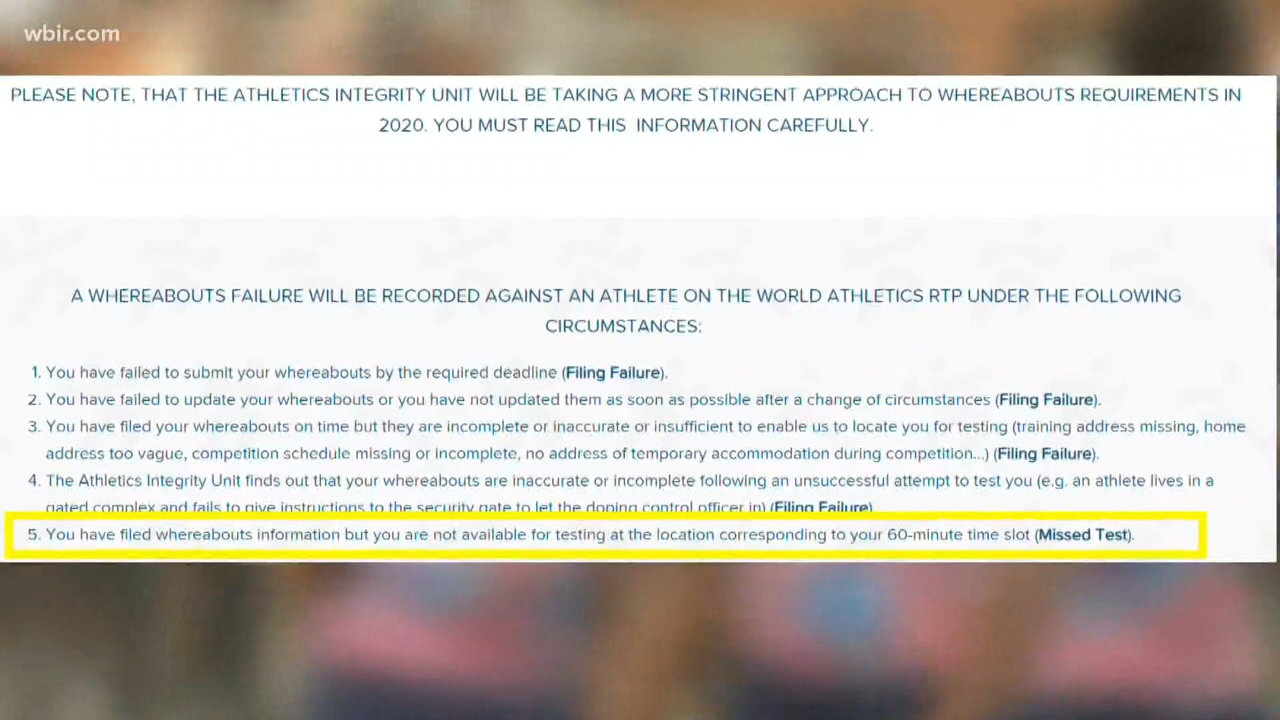 wbir.com
PLEASE NOTE, THAT THE ATHLETICS INTEGRITY UNIT WILL BE TAKING A MORE STRINGENT APPROACH TO WHEREABOUTS REQUIREMENTS IN
2020. YOU MUST READ THIS INFORMATION CAREFULLY.
A WHEREABOUTS FAILURE WILL BE RECORDED AGAINST AN ATHLETE ON THE WORLD ATHLETICS RTP UNDER THE FOLLOWING
CIRCUMSTANCES:
1. You have failed to submit your whereabouts by the required deadline (Filing Failure).
2. You have failed to update your whereabouts or you have not updated them as soon as possible after a change of circumstances (Filing Failure).
3. You have filed your whereabouts on time but they are incomplete or inaccurate or insufficient to enable us to locate you for testing (training address missing, home
address too vague, competition schedule missing or incomplete, no address of temporary accommodation during competition...) (Filing Failure).
4. The Athletics Integrity Unit finds out that your whereabouts are inaccurate or incomplete following an unsuccessful attempt to test you (e.g. an athlete lives in a
gated complex and fails to give instructions to the security gate to let the doping control officer in) (Filing Failure)
5. You have filed whereabouts information but you are not available for testing at the location corresponding to your 60-minute time slot (Missed Test).